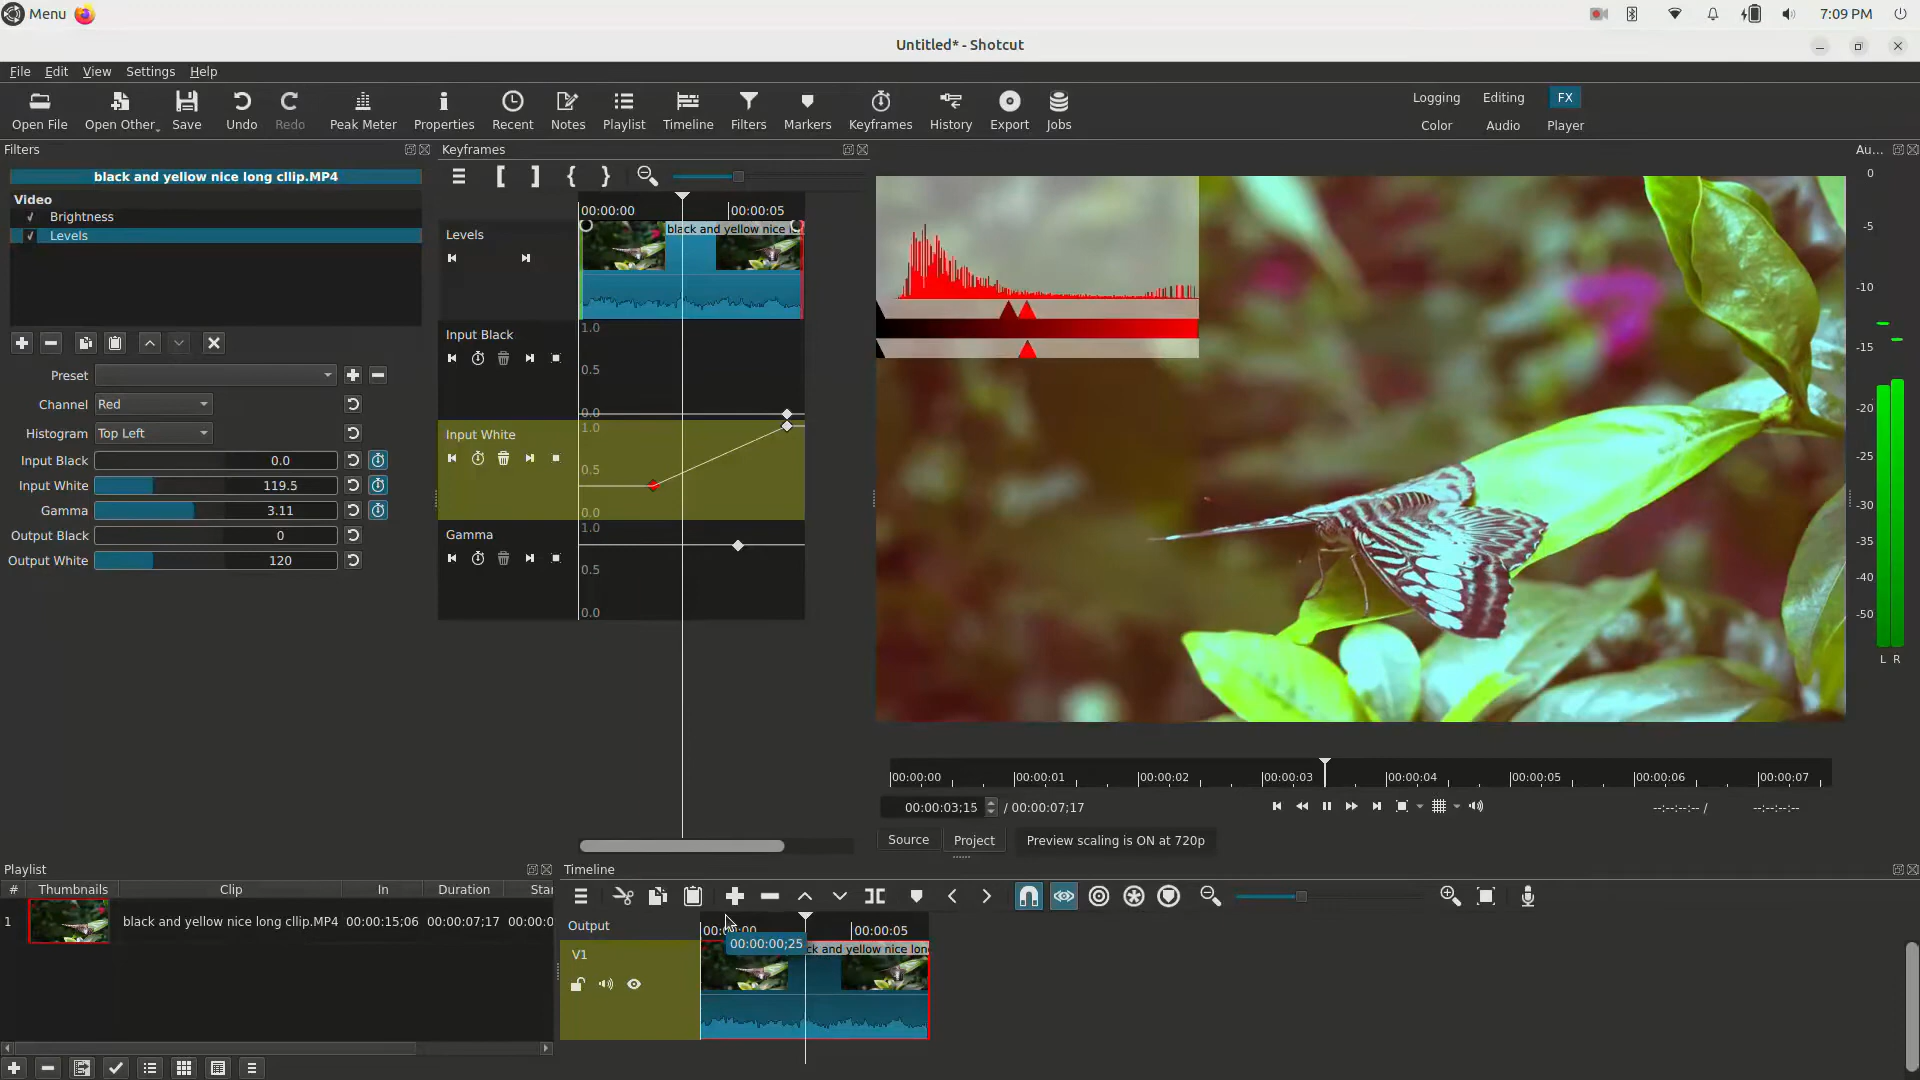 Menu
7:09 PM
Untitled* - Shotcut
File Edit View Settings Help
Open File Open Other Save Undo Redo Peak Meter Properties Recent Notes Playlist Timeline Filters Markers Keyframes History Export Jobs
Logging Editing FX
Color Audio Player
Filters
Keyframes
Au...
black and yellow nice long cllip.MP4
Video
Brightness
Levels
Preset
Channel Red
Histogram Top Left
Input Black 0.0
Input White 119.5
Gamma 3.11
Output Black 0
Output White 120
00:00:00 00:00:05
Levels
black and yellow nice
Input Black
1.0
0.5
0.0
Input White
1.0
0.5
0.0
Gamma
1.0
0.5
0.0
0
-5
-10
-15
-20
-25
-30
-35
-40
-45
-50
L R
00:00:00 00:00:01 00:00:02 00:00:03 00:00:04 00:00:05 00:00:06 00:00:07
00:00:03;15 / 00:00:07;17
--:--:--:-- / --:--:--:--
Source Project Preview scaling is ON at 720p
Playlist
# Thumbnails Clip In Duration Star
1 black and yellow nice long cllip.MP4 00:00:15;06 00:00:07;17 00:00:0
Timeline
Output
00:00:05
00:00:00;25
V1
ck and yellow nice lon